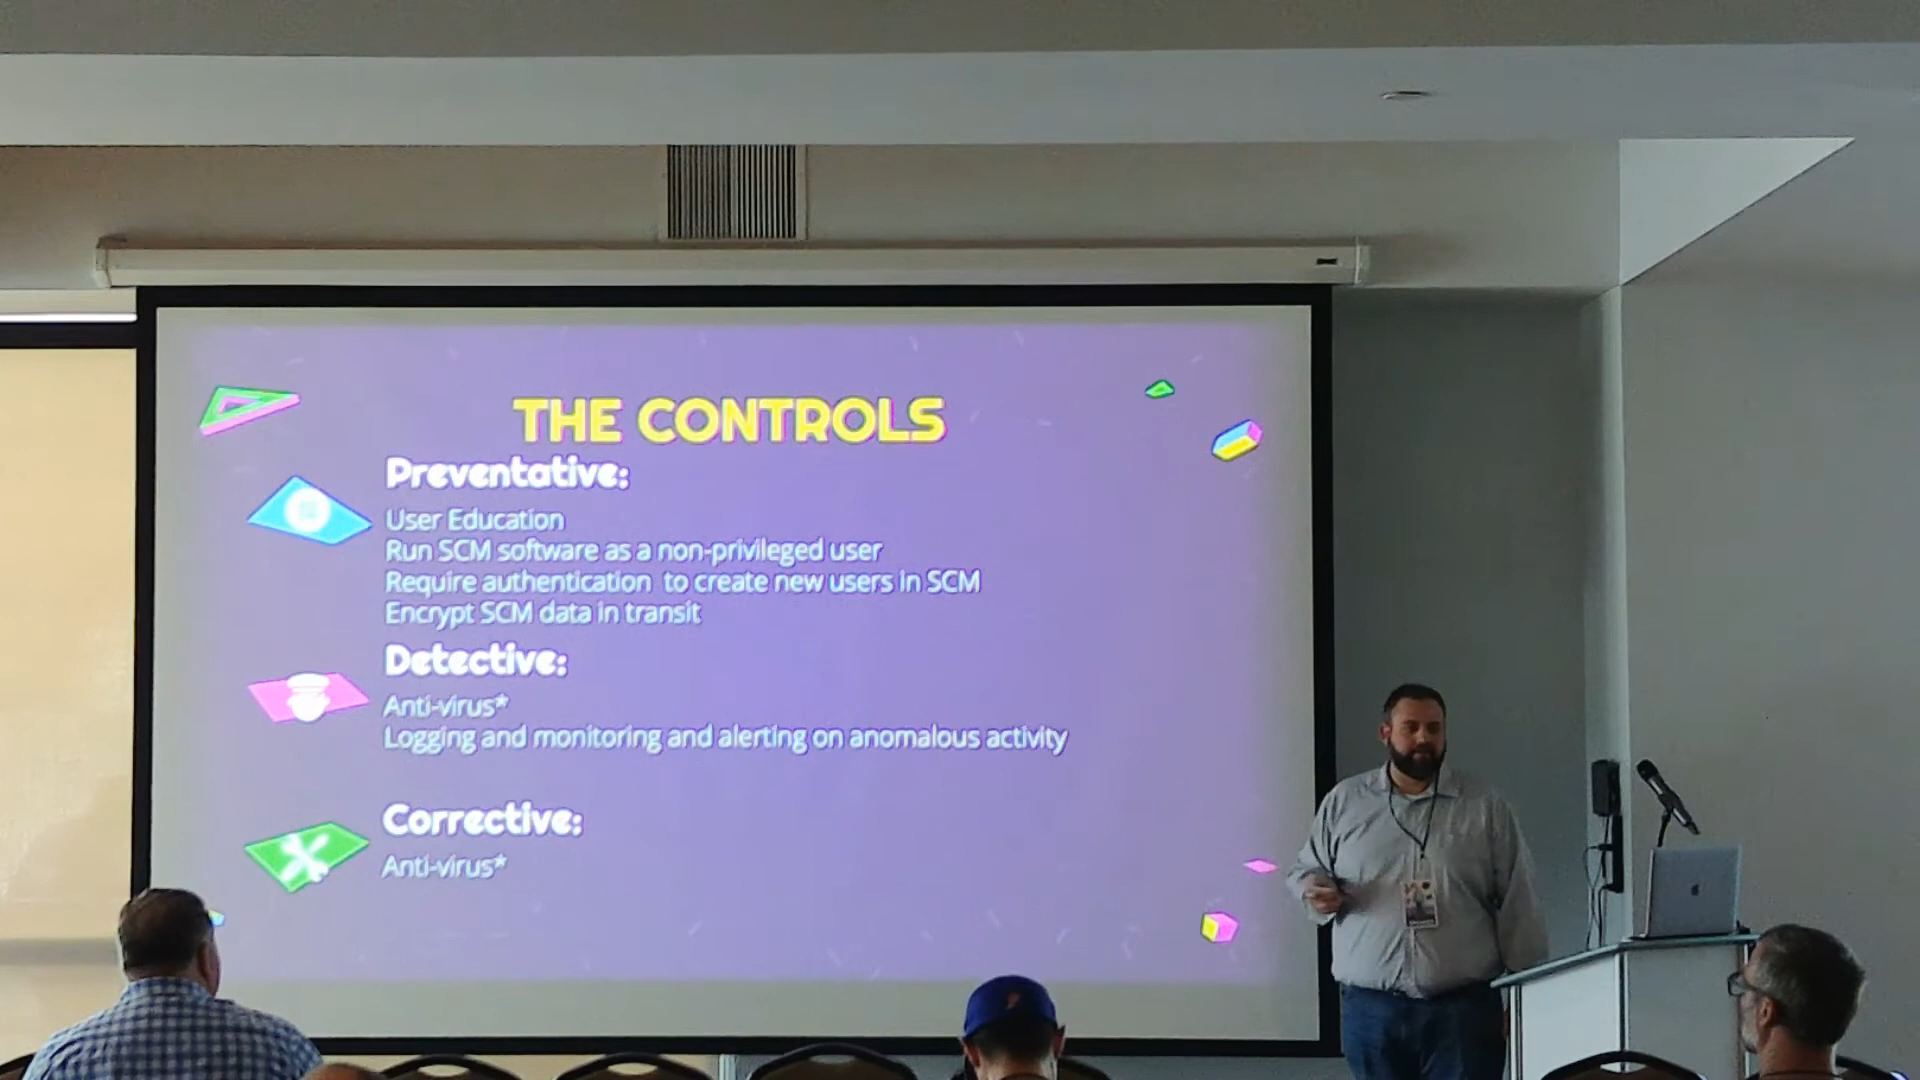 THE CONTROLS
Preventative:
User Education
Run SCM software as a non-privileged user
Require authentication to create new users in SCM
Encrypt SCM data in transit
Detective:
Anti-virus*
Logging and monitoring and alerting on anomalous activity
Corrective:
Anti-virus*